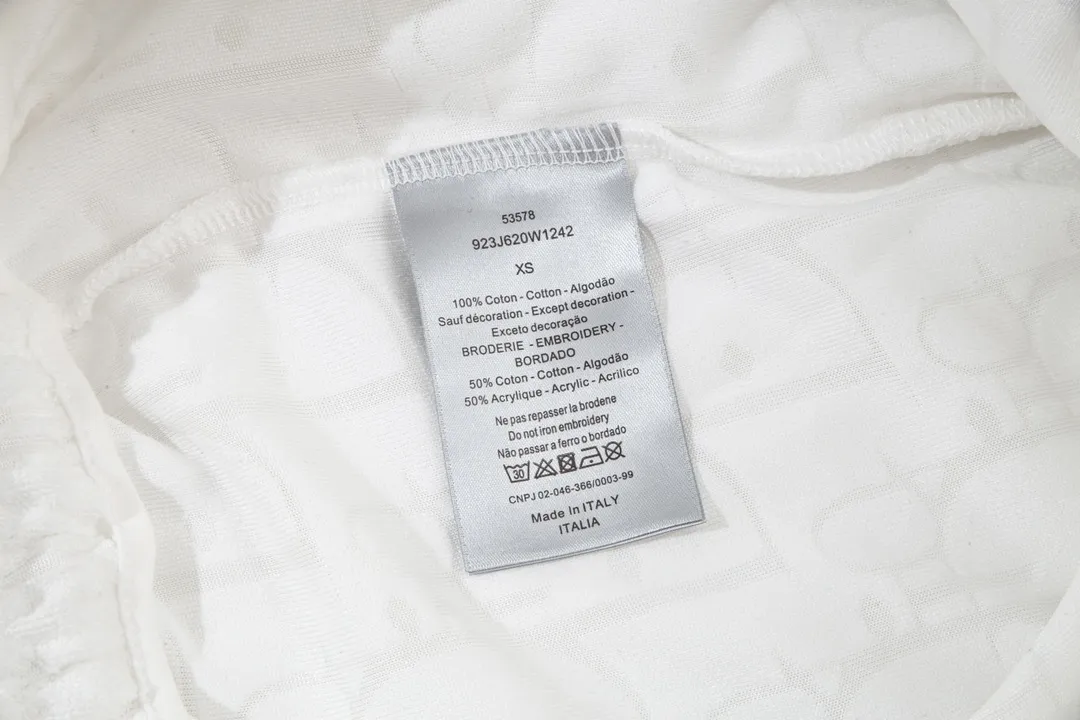 53578
923J620W1242
XS
100% Coton - Cotton - Algodão
Sauf décoration - Except decoration -
Exceto decoração
BRODERIE - EMBROIDERY -
BORDADO
50% Coton - Cotton - Algodão
50% Acrylique - Acrylic - Acrilico
Ne pas repasser la brodene
Do not iron embroidery
Não passar a ferro o bordado
30
CNPJ 02-046-366/0003-99
Made In ITALY
ITALIA